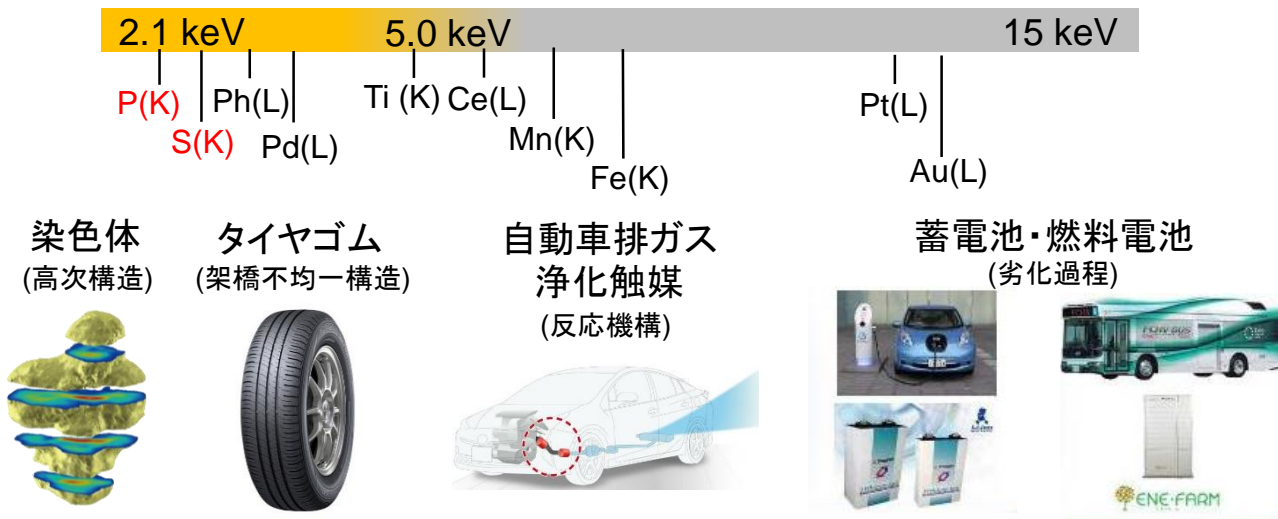 2.1 keV 5.0 keV 15 keV
P(K) Ph(L) Ti (K) Ce(L) Pt(L)
S(K) Pd(L) Mn(K) Au(L)
Fe(K)
染色体
(高次構造)
タイヤゴム
(架橋不均一構造)
自動車排ガス
浄化触媒
(反応機構)
蓄電池・燃料電池
(劣化過程)
ENE・FARM